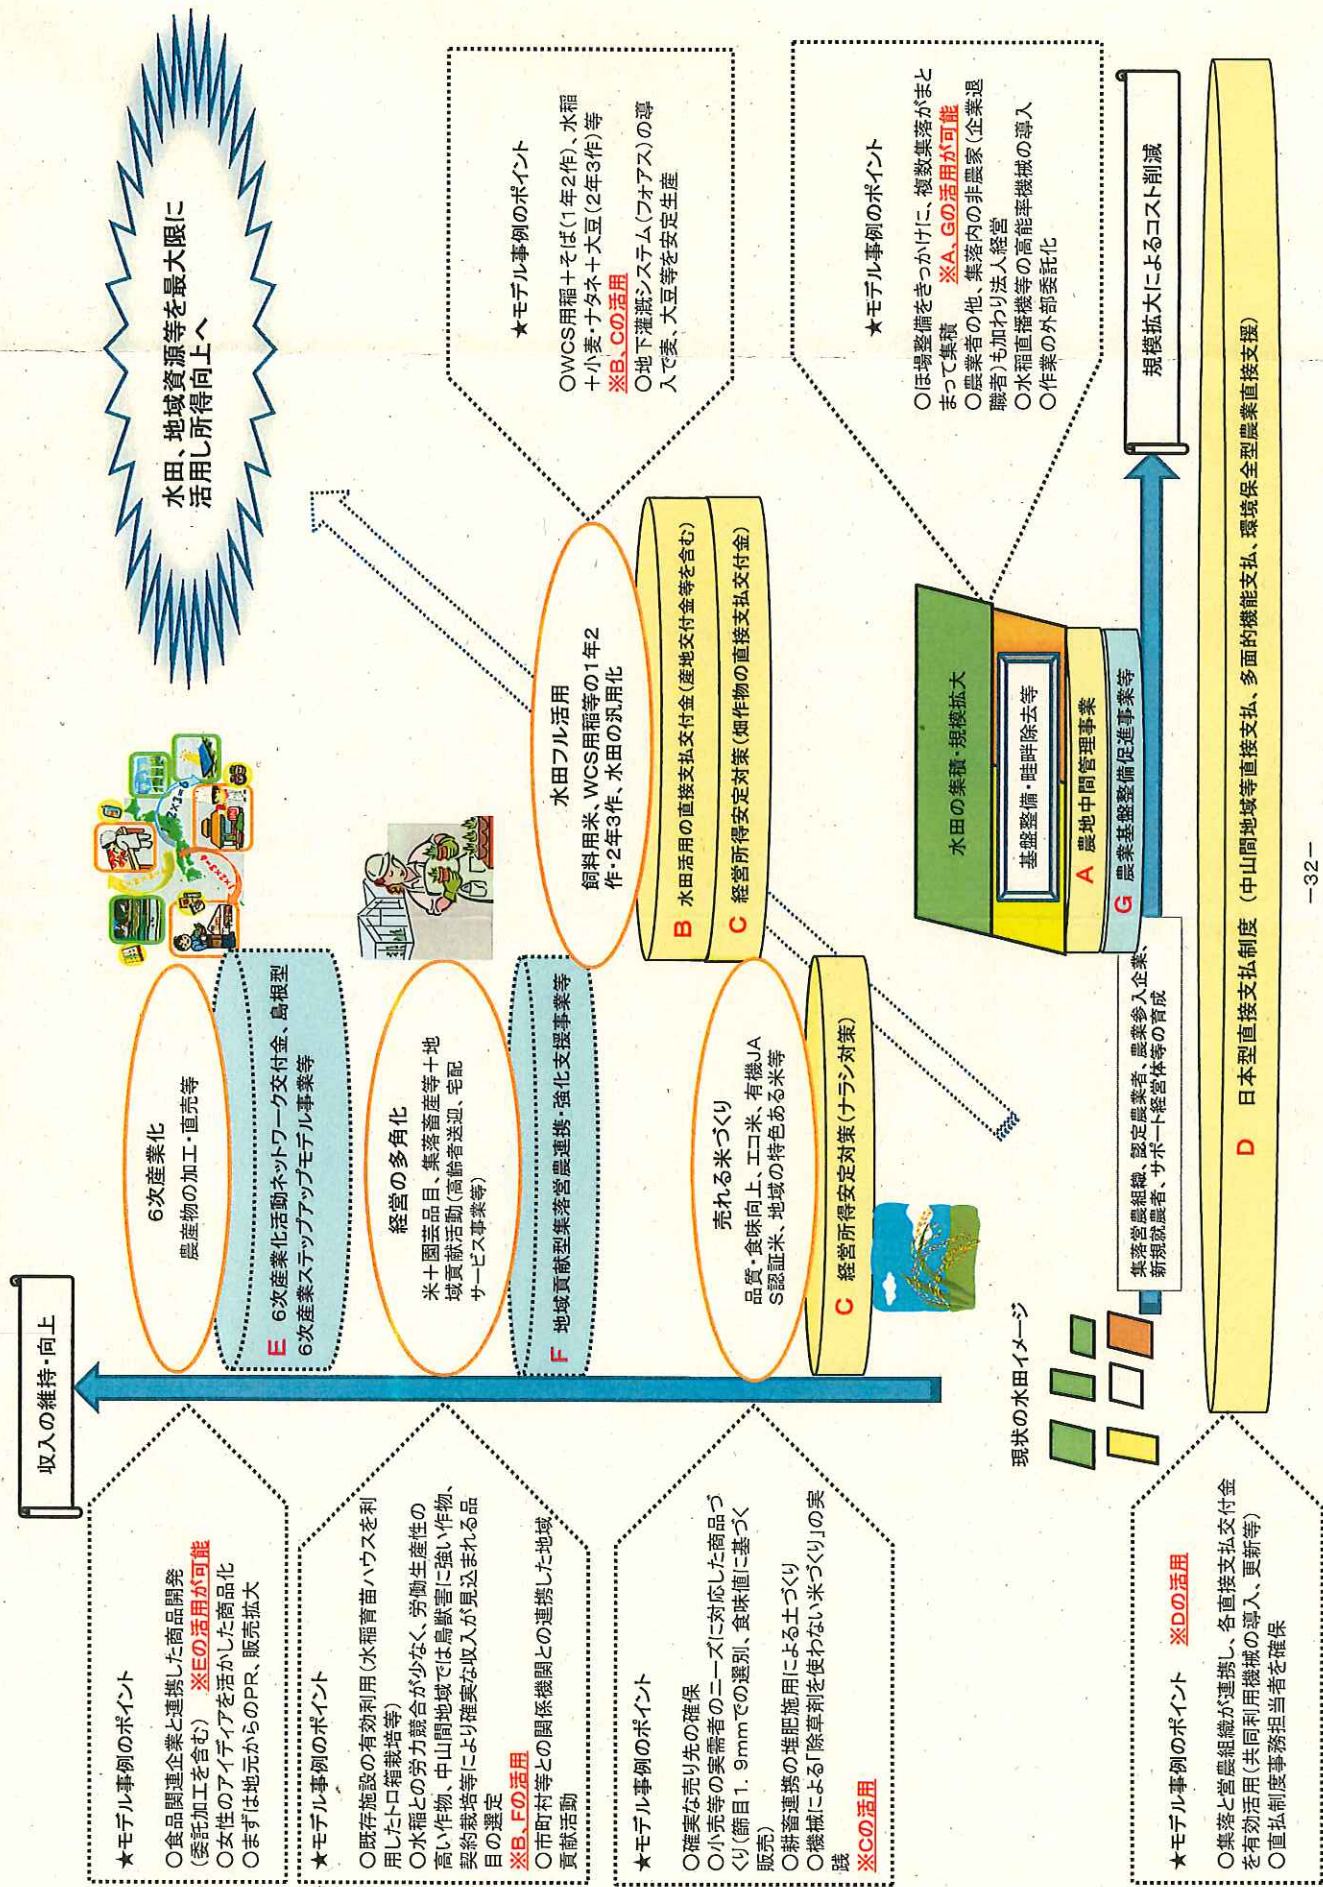 収入の維持・向上
水田、地域資源等を最大限に
活用し所得向上へ
★モデル事例のポイント
○食品関連企業と連携した商品開発
(委託加工を含む) ※Eの活用が可能
○女性のアイディアを活かした商品化
○まずは地元からのPR、販売拡大
6次産業化
農産物の加工・直売等
E 6次産業化活動ネットワーク交付金、島根型
6次産業ステップアップモデル事業等
★モデル事例のポイント
○既存施設の有効利用(水稲育苗ハウスを利
用したトロ箱栽培等)
○水稲との労力競合が少なく、労働生産性の
高い作物、中山間地域では鳥獣害に強い作物、
契約栽培等により確実な収入が見込まれる品
目の選定
※B、Fの活用
○市町村等との関係機関との連携した地域
貢献活動
経営の多角化
米+園芸品目、集落畜産等+地
域貢献活動(高齢者送迎、宅配
サービス事業等)
F 地域貢献型集落営農連携・強化支援事業等
★モデル事例のポイント
○確実な売り先の確保
○小売等の実需者のニーズに対応した商品づ
くり(篩目1.9mmでの選別、食味値に基づく
販売)
○耕畜連携の堆肥施用による土づくり
○機械による「除草剤を使わない米づくり」の実
践
※Cの活用
売れる米づくり
品質・食味向上、エコ米、有機JA
S認証米、地域の特色ある米等
C 経営所得安定対策(ナラシ対策)
水田フル活用
飼料用米、WCS用稲等の1年2
作・2年3作、水田の汎用化
B 水田活用の直接支払交付金(産地交付金等を含む)
C 経営所得安定対策(畑作物の直接支払交付金)
★モデル事例のポイント
○WCS用稲+そば(1年2作)、水稲
+小麦・ナタネ+大豆(2年3作)等
※B、Cの活用
○地下灌漑システム(フォアス)の導
入で麦、大豆等を安定生産
★モデル事例のポイント
○ほ場整備をきっかけに、複数集落がまと
まって集積 ※A、Gの活用が可能
○農業者の他、集落内の非農家(企業退
職者)も加わり法人経営
○水稲直播機等の高能率機械の導入
○作業の外部委託化
現状の水田イメージ
集落営農組織、認定農業者、農業参入企業、
新規就農者、サポート経営体等の育成
水田の集積・規模拡大
基盤整備・畦畔除去等
A 農地中間管理事業
G 農業基盤整備促進事業等
規模拡大によるコスト削減
★モデル事例のポイント ※Dの活用
○集落と営農組織が連携し、各直接支払交付金
を有効活用(共同利用機械の導入、更新等)
○直払制度事務担当者を確保
D 日本型直接支払制度 (中山間地域等直接支払、多面的機能支払、環境保全型農業直接支援)
-32-